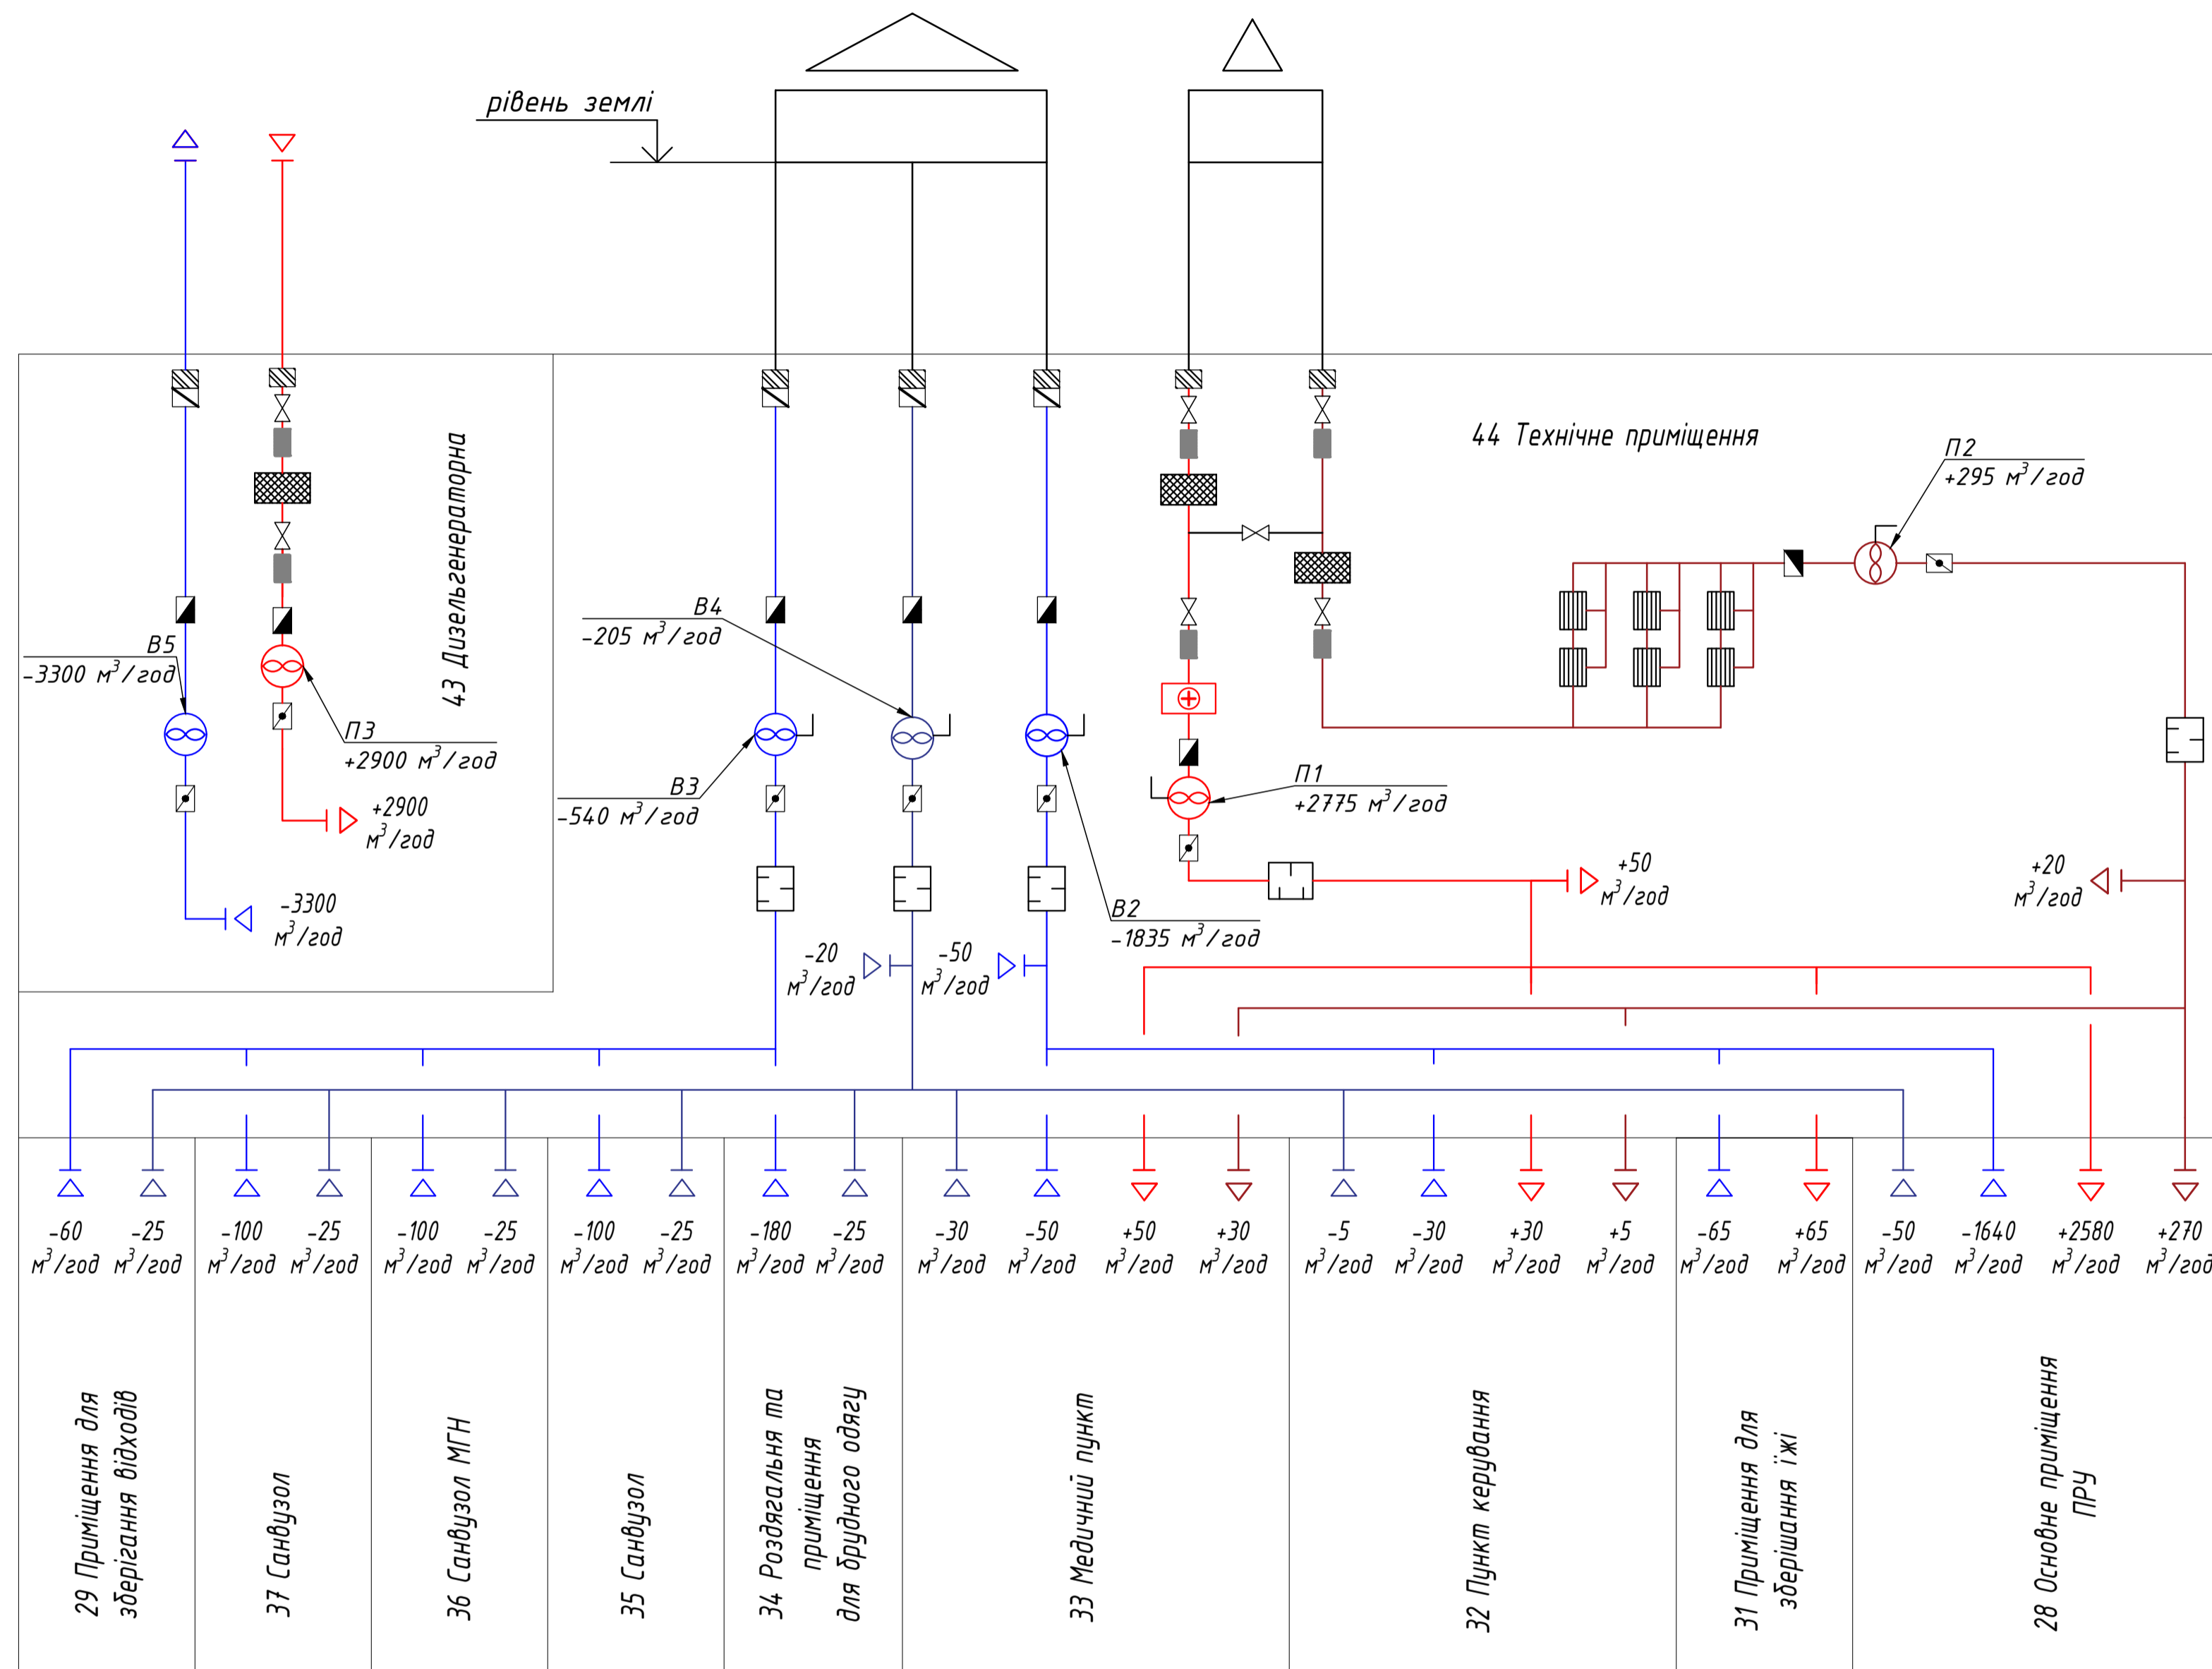 рівень землі
44 Технічне приміщення
П2
+295 м³/год
43 Дизельгенераторна
В5
-3300 м³/год
П3
+2900 м³/год
+2900
м³/год
-3300
м³/год
В4
-205 м³/год
В3
-540 м³/год
П1
+2775 м³/год
В2
-1835 м³/год
+50
м³/год
+20
м³/год
-20
м³/год
-50
м³/год
-60
м³/год
-25
м³/год
-100
м³/год
-25
м³/год
-100
м³/год
-25
м³/год
-100
м³/год
-25
м³/год
-180
м³/год
-25
м³/год
-30
м³/год
-50
м³/год
+50
м³/год
+30
м³/год
-5
м³/год
-30
м³/год
+30
м³/год
+5
м³/год
-65
м³/год
+65
м³/год
-50
м³/год
-1640
м³/год
+2580
м³/год
+270
м³/год
29 Приміщення для
зберігання відходів
37 Санвузол
36 Санвузол МГН
35 Санвузол
34 Роздягальня та
приміщення
для брудного одягу
33 Медичний пункт
32 Пункт керування
31 Приміщення для
зберішання їжі
28 Основне приміщення
ПРУ